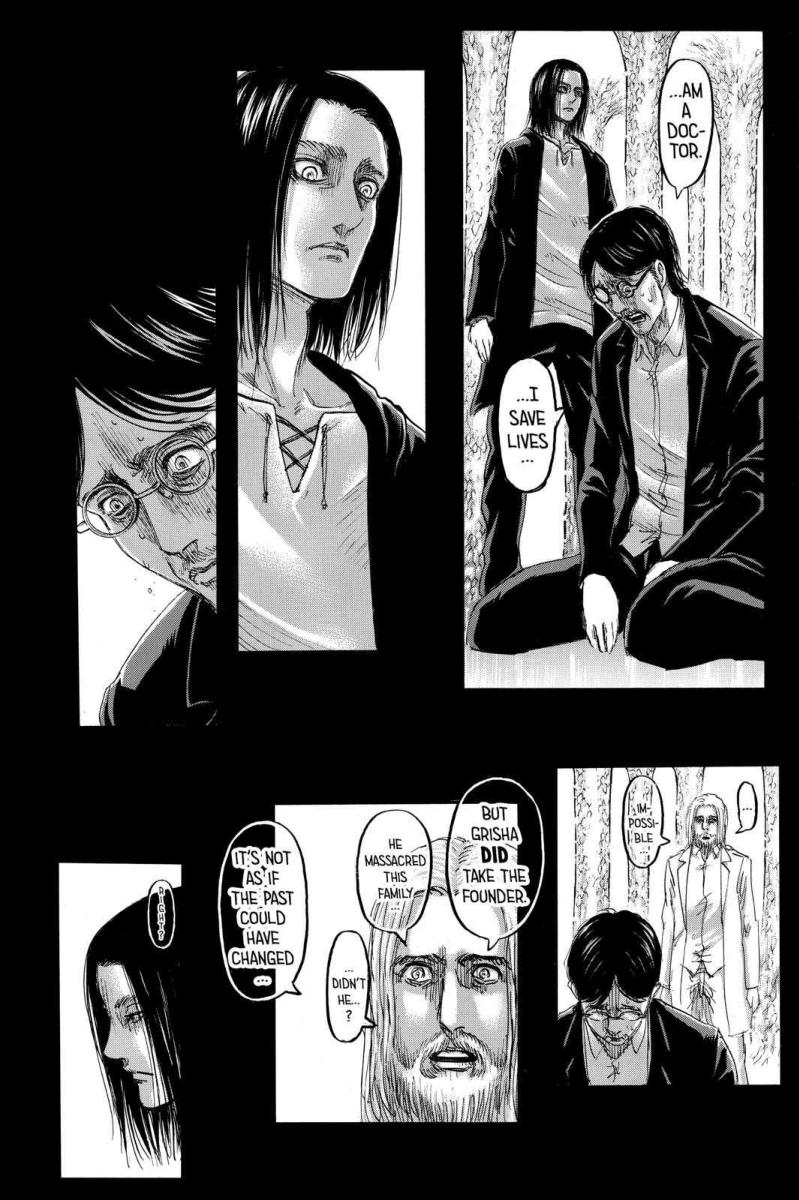 ...AM
A
DOC-
TOR.
...I
SAVE
LIVES
...
...
IM-
POSSI-
BLE
...
BUT
GRISHA
DID
TAKE THE
FOUNDER.
HE
MASSACRED
THIS
FAMILY
...
...
DIDN'T
HE...
?
IT'S NOT
AS IF
THE PAST
COULD
HAVE
CHANGED
...
RIGHT?